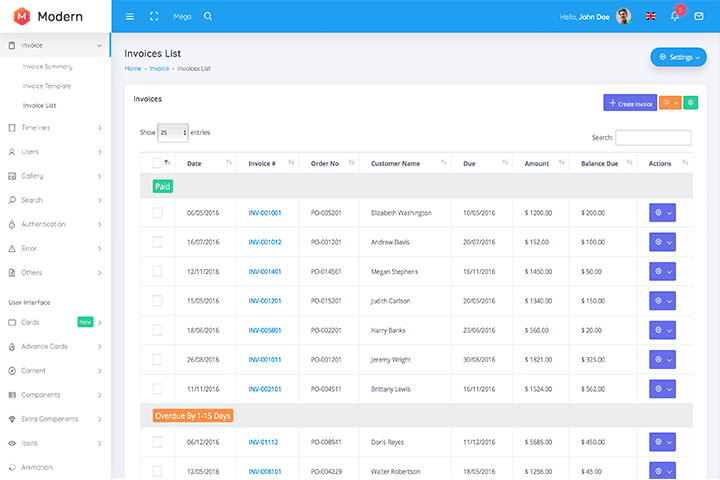 Modern
Mega
Hello, John Doe
5
Invoice
Invoice Summary
Invoice Template
Invoice List
Timelines
Users
Gallery
Search
Authentication
Error
Others
User Interface
Cards New
Advance Cards
Content
Components
Extra Components
Icons
Animation
Invoices List
Home - Invoice - Invoices List
Settings
Invoices
+ Create Invoice
Show 25 entries
Search:
Date Invoice # Order No Customer Name Due Amount Balance Due Actions
Paid
06/05/2016 INV-001001 PO-005201 Elizabeth Washington 10/05/2016 $ 1200.00 $ 200.00
16/07/2016 INV-001012 PO-001201 Andrew Davis 20/07/2016 $ 152.00 $ 100.00
12/11/2016 INV-001401 PO-014561 Megan Stephens 16/11/2016 $ 1450.00 $ 50.00
15/05/2016 INV-001201 PO-015201 Judith Carlson 20/05/2016 $ 1340.00 $ 150.00
18/06/2016 INV-005801 PO-002201 Harry Banks 23/06/2016 $ 560.00 $ 20.00
26/08/2016 INV-001011 PO-001201 Jeremy Wright 30/08/2016 $ 1821.00 $ 325.00
11/11/2016 INV-002101 PO-004511 Brittany Lewis 16/11/2016 $ 1524.00 $ 562.00
Overdue By 1-15 Days
06/12/2016 INV-01112 PO-008941 Doris Reyes 11/12/2016 $ 5685.00 $ 450.00
12/05/2016 INV-008101 PO-004229 Walter Robertson 18/05/2016 $ 1256.00 $ 45.00